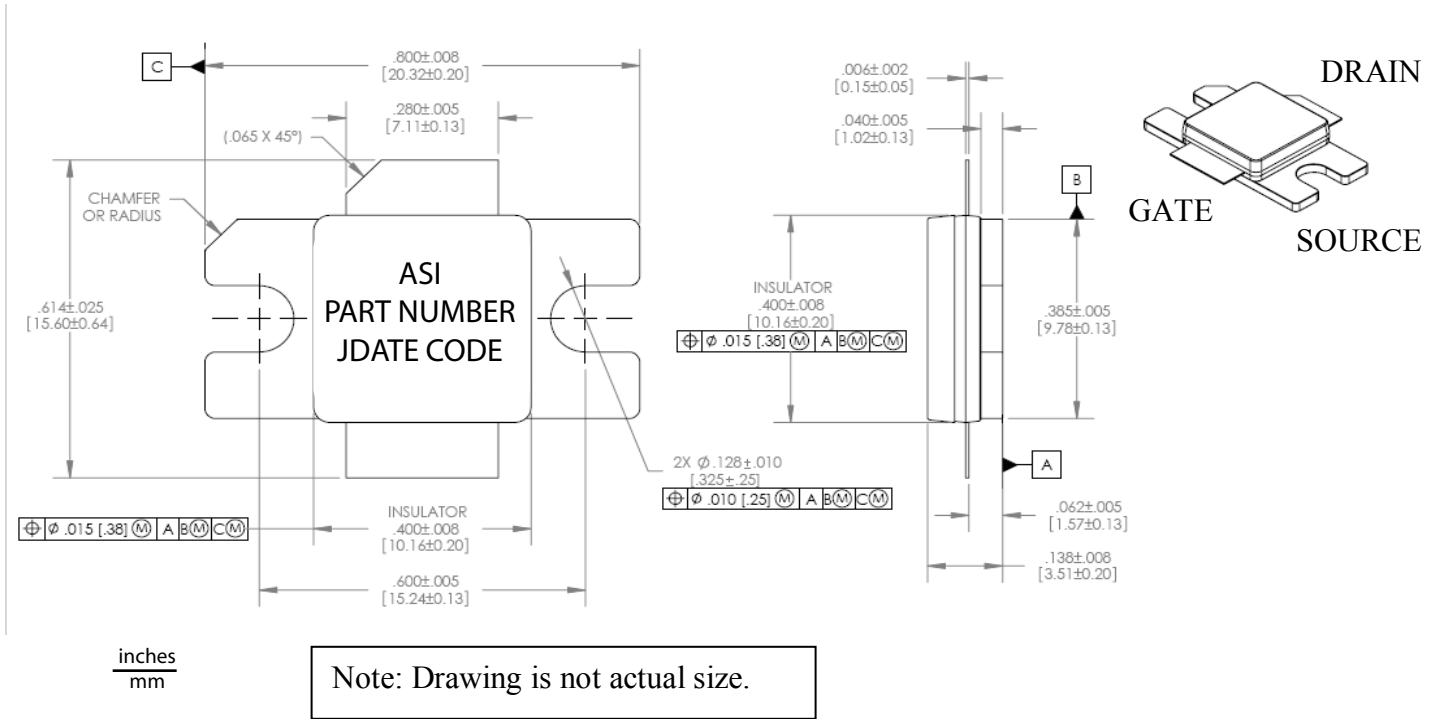 C
.800±.008
[20.32±0.20]
.280±.005
[7.11±0.13]
(.065 X 45°)
CHAMFER
OR RADIUS
.614±.025
[15.60±0.64]
ASI
PART NUMBER
JDATE CODE
2X Ø .128±.010
[.325±.25]
⌖ Ø .010 [.25] Ⓜ A BⓂ CⓂ
⌖ Ø .015 [.38] Ⓜ A BⓂ CⓂ
INSULATOR
.400±.008
[10.16±0.20]
.600±.005
[15.24±0.13]
.006±.002
[0.15±0.05]
.040±.005
[1.02±0.13]
B
INSULATOR
.400±.008
[10.16±0.20]
⌖ Ø .015 [.38] Ⓜ A BⓂ CⓂ
.385±.005
[9.78±0.13]
A
.062±.005
[1.57±0.13]
.138±.008
[3.51±0.20]
DRAIN
GATE
SOURCE
inches
mm
Note: Drawing is not actual size.